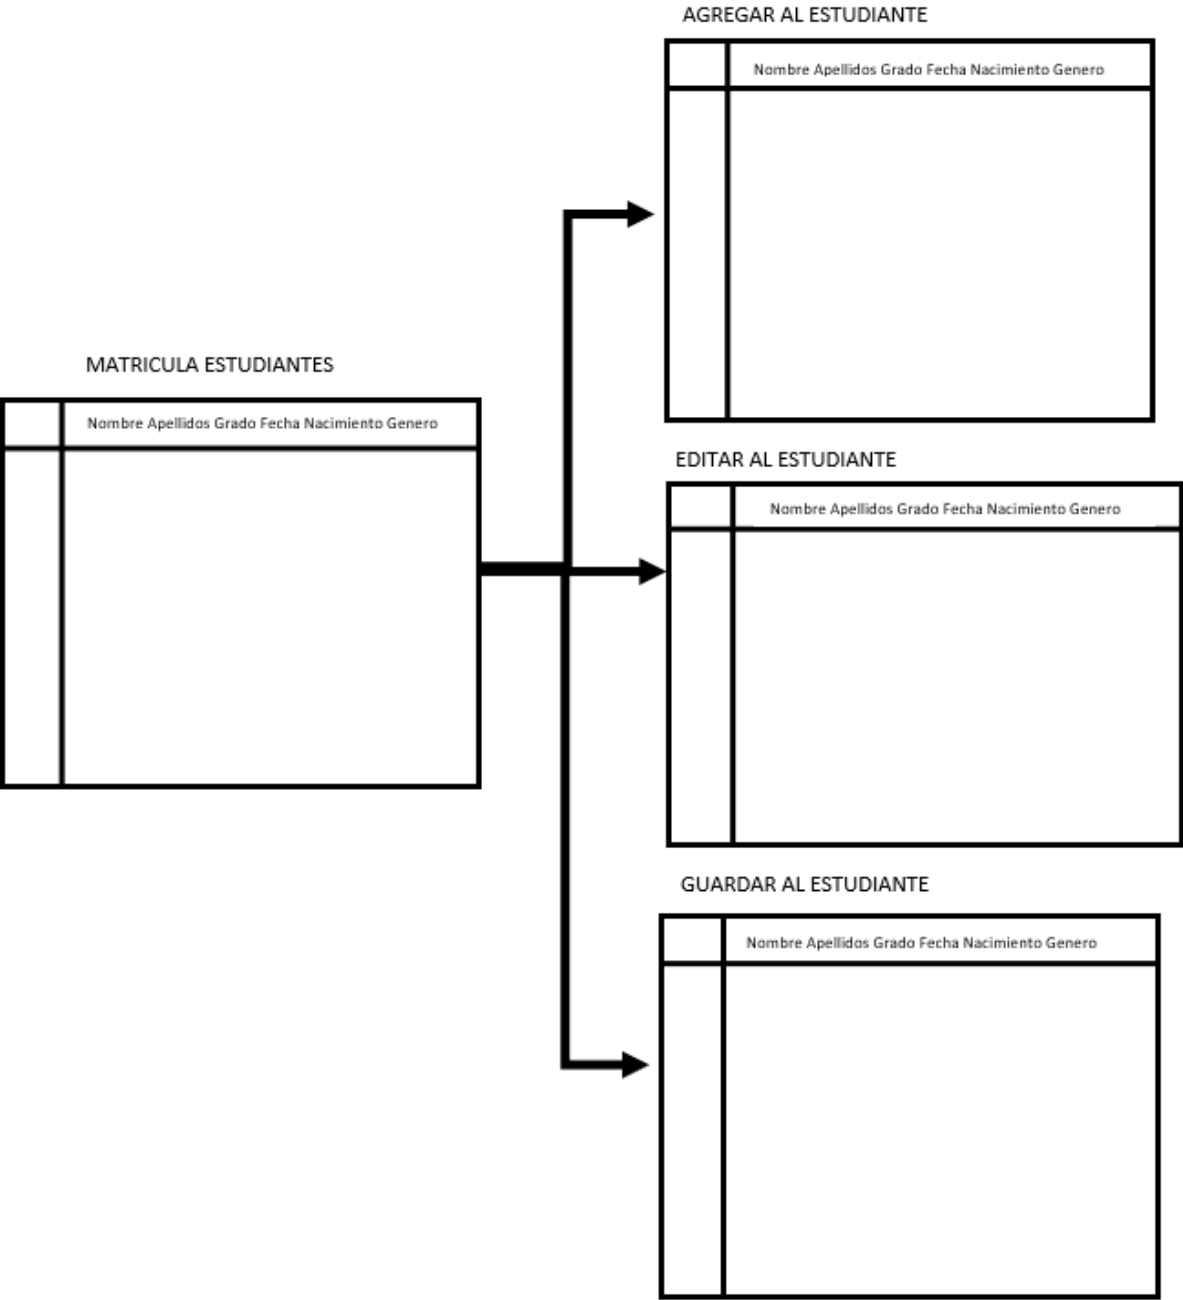 AGREGAR AL ESTUDIANTE
Nombre Apellidos Grado Fecha Nacimiento Genero
MATRICULA ESTUDIANTES
Nombre Apellidos Grado Fecha Nacimiento Genero
EDITAR AL ESTUDIANTE
Nombre Apellidos Grado Fecha Nacimiento Genero
GUARDAR AL ESTUDIANTE
Nombre Apellidos Grado Fecha Nacimiento Genero